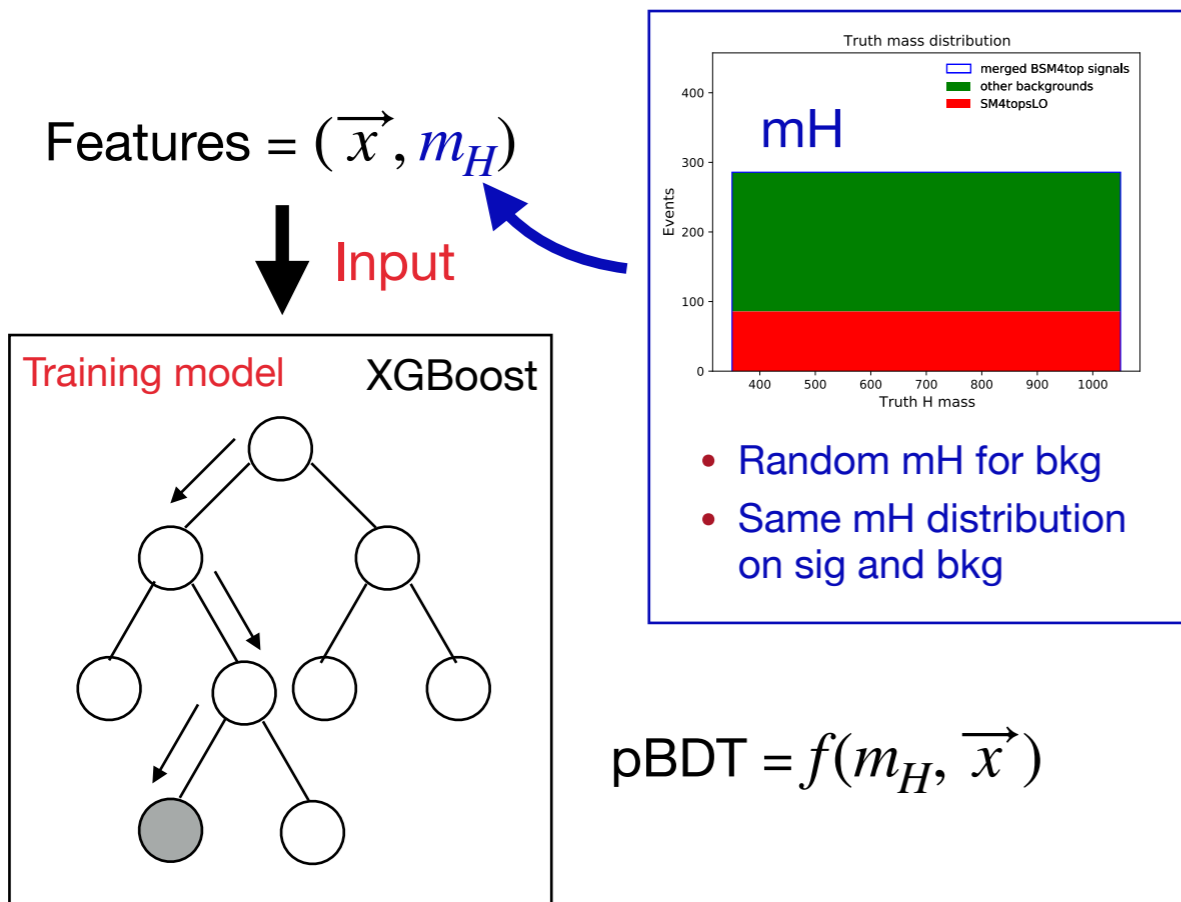 Features = (x⃗, m_H)
Input
Training model
XGBoost
Truth mass distribution
merged BSM4top signals
other backgrounds
SM4topsLO
mH
Events
400
300
200
100
0
400 500 600 700 800 900 1000
Truth H mass
• Random mH for bkg
• Same mH distribution
on sig and bkg
pBDT = f(m_H, x⃗)